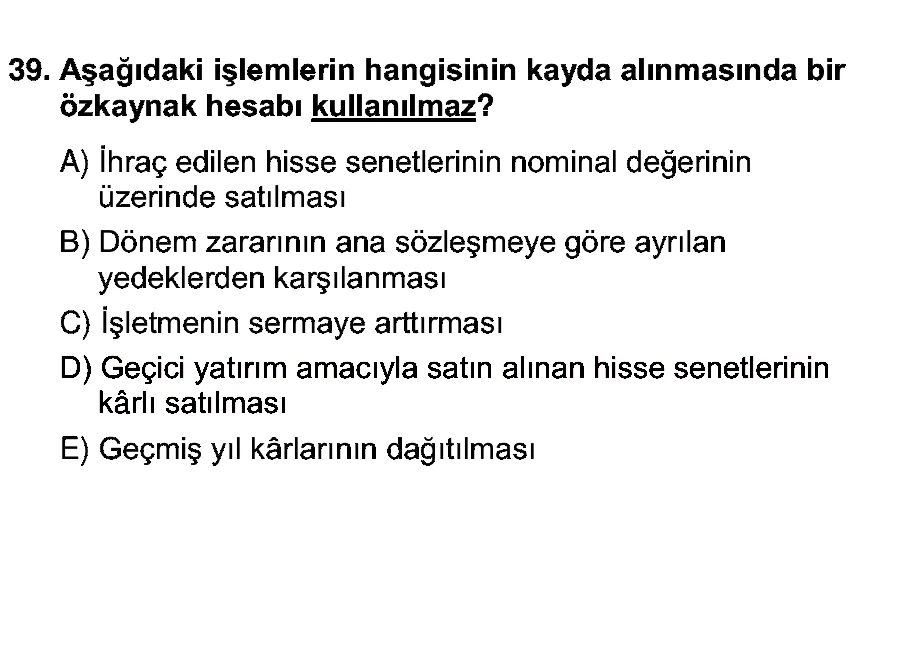 39. Aşağıdaki işlemlerin hangisinin kayda alınmasında bir
özkaynak hesabı kullanılmaz?
A) İhraç edilen hisse senetlerinin nominal değerinin
üzerinde satılması
B) Dönem zararının ana sözleşmeye göre ayrılan
yedeklerden karşılanması
C) İşletmenin sermaye arttırması
D) Geçici yatırım amacıyla satın alınan hisse senetlerinin
kârlı satılması
E) Geçmiş yıl kârlarının dağıtılması